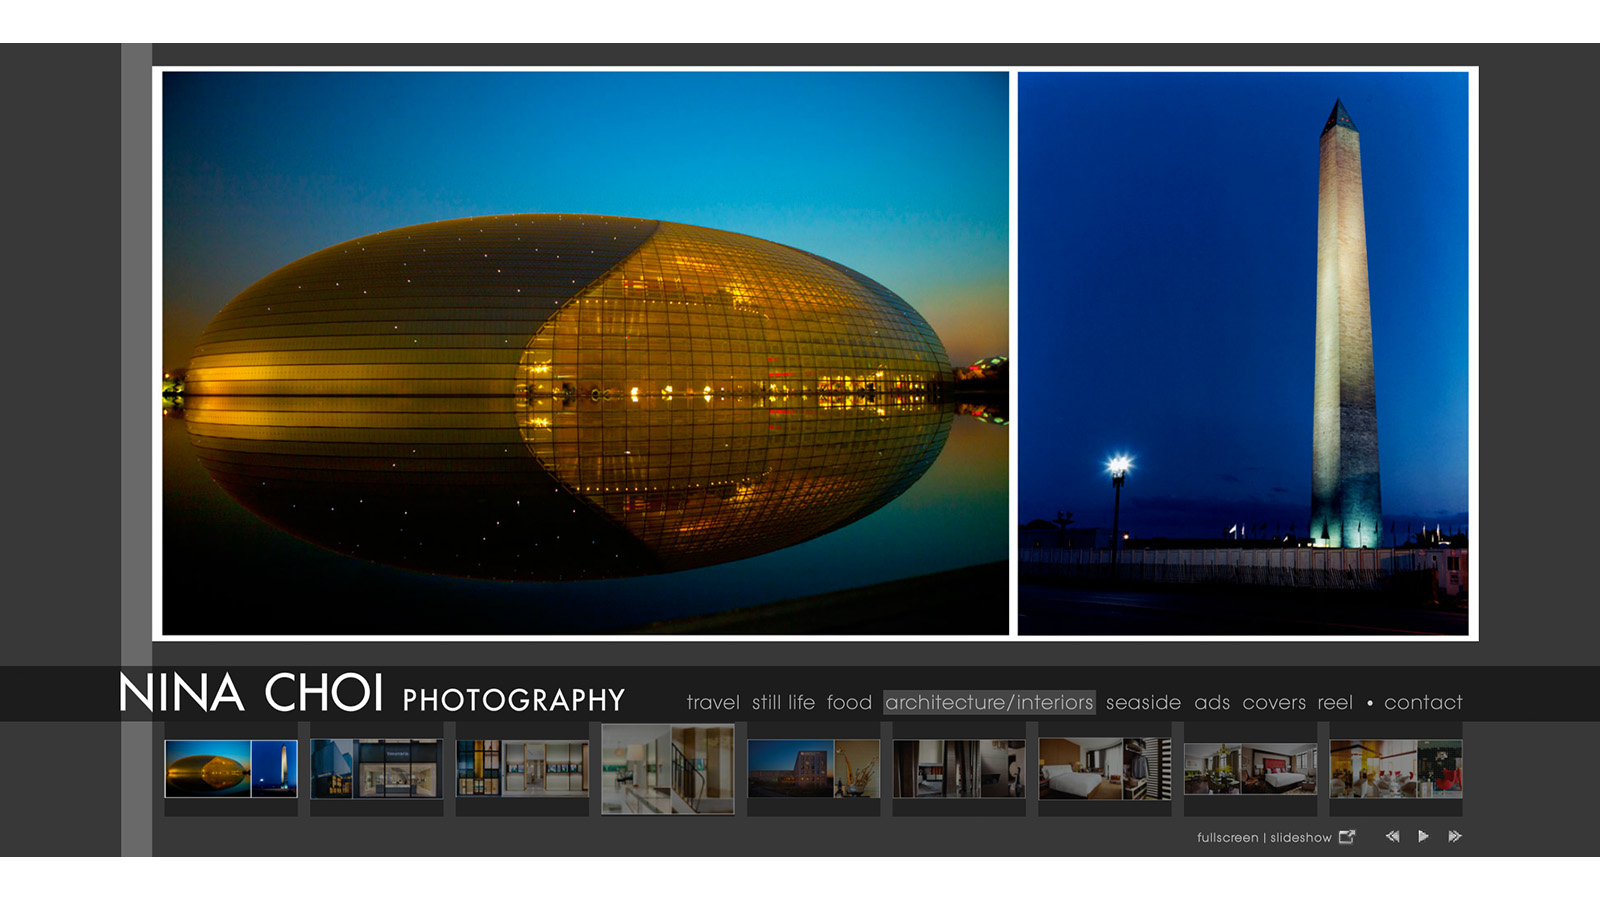 NINA CHOI PHOTOGRAPHY
travel still life food architecture/interiors seaside ads covers reel • contact
fullscreen | slideshow